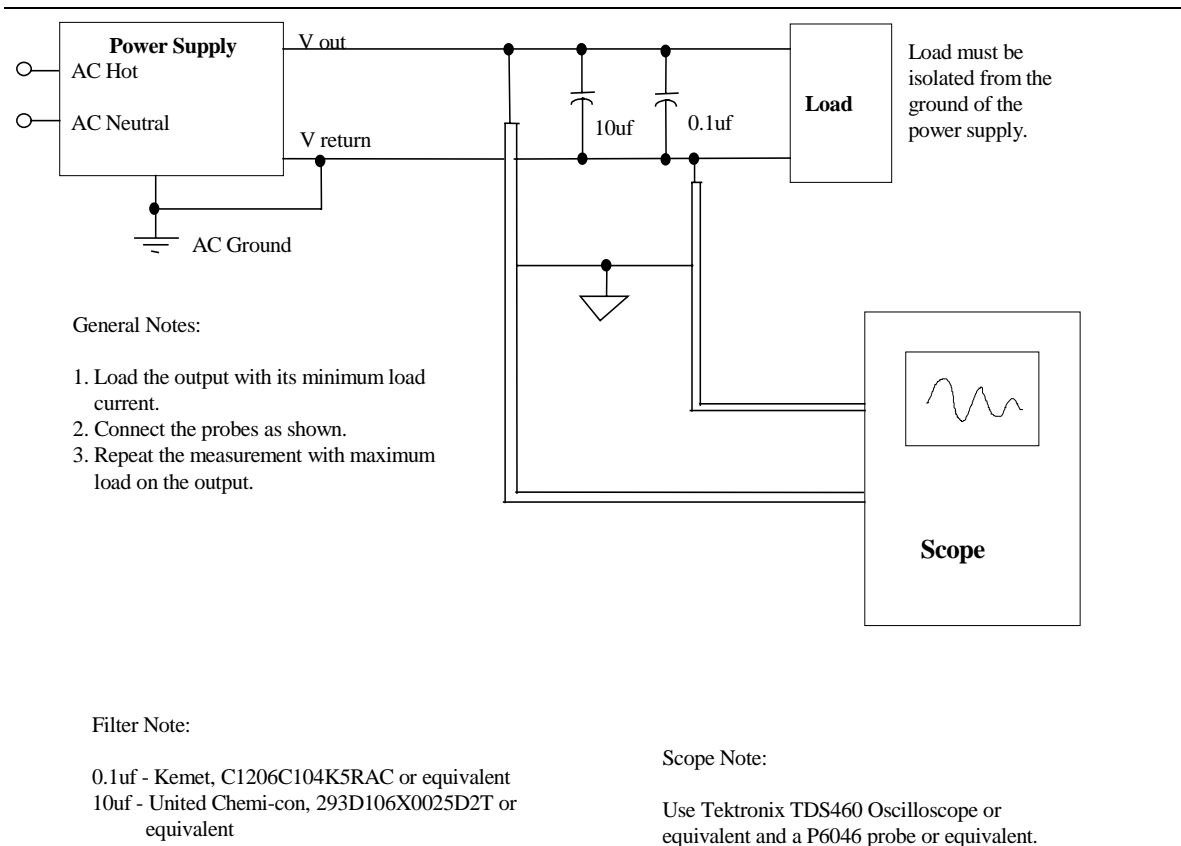 Power Supply
V out
AC Hot
AC Neutral
V return
AC Ground
10uf
0.1uf
Load
Load must be
isolated from the
ground of the
power supply.
General Notes:
1. Load the output with its minimum load
current.
2. Connect the probes as shown.
3. Repeat the measurement with maximum
load on the output.
Scope
Filter Note:
0.1uf - Kemet, C1206C104K5RAC or equivalent
10uf - United Chemi-con, 293D106X0025D2T or
equivalent
Scope Note:
Use Tektronix TDS460 Oscilloscope or
equivalent and a P6046 probe or equivalent.